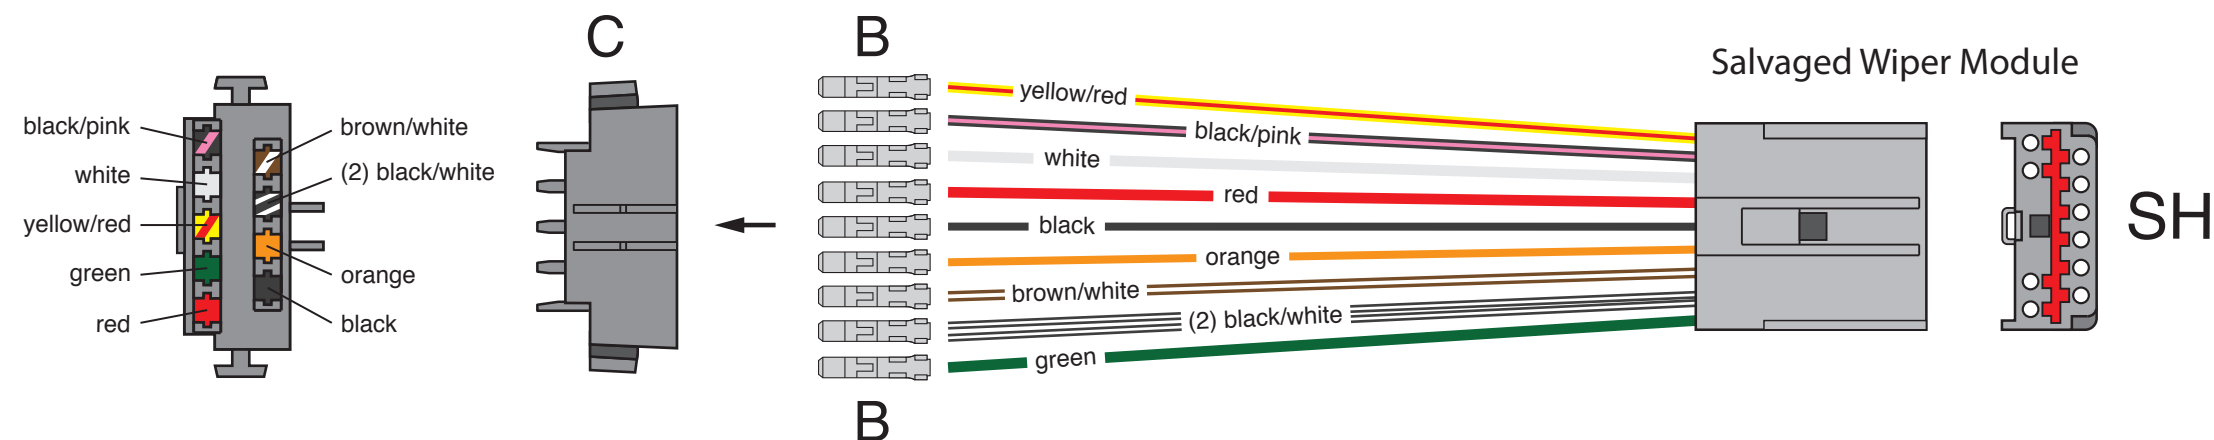 C
B
Salvaged Wiper Module
black/pink
white
yellow/red
green
red
brown/white
(2) black/white
orange
black
yellow/red
black/pink
white
red
black
orange
brown/white
(2) black/white
green
SH
B